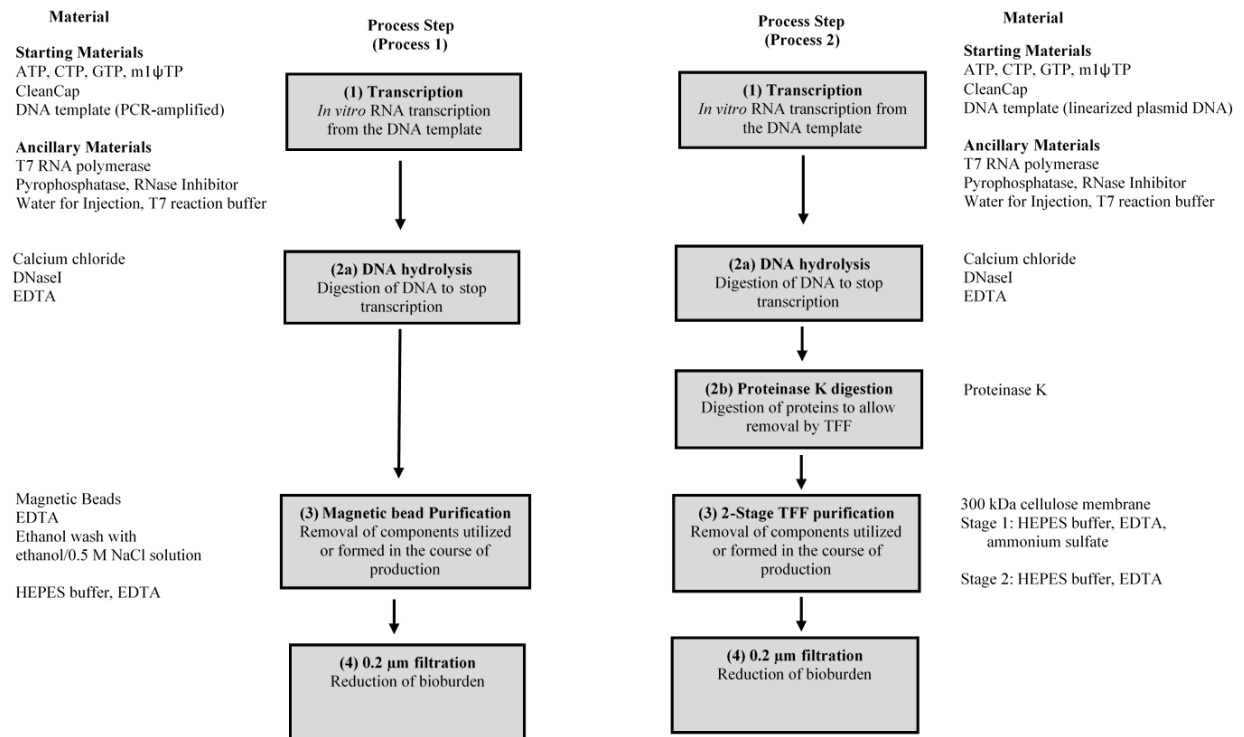 Material
Starting Materials
ATP, CTP, GTP, m1ψTP
CleanCap
DNA template (PCR-amplified)
Ancillary Materials
T7 RNA polymerase
Pyrophosphatase, RNase Inhibitor
Water for Injection, T7 reaction buffer
Calcium chloride
DNaseI
EDTA
Magnetic Beads
EDTA
Ethanol wash with
ethanol/0.5 M NaCl solution
HEPES buffer, EDTA
Process Step
(Process 1)
(1) Transcription
In vitro RNA transcription
from the DNA template
(2a) DNA hydrolysis
Digestion of DNA to stop
transcription
(3) Magnetic bead Purification
Removal of components utilized
or formed in the course of
production
(4) 0.2 µm filtration
Reduction of bioburden
Process Step
(Process 2)
(1) Transcription
In vitro RNA transcription from
the DNA template
(2a) DNA hydrolysis
Digestion of DNA to stop
transcription
(2b) Proteinase K digestion
Digestion of proteins to allow
removal by TFF
(3) 2-Stage TFF purification
Removal of components utilized
or formed in the course of
production
(4) 0.2 µm filtration
Reduction of bioburden
Material
Starting Materials
ATP, CTP, GTP, m1ψTP
CleanCap
DNA template (linearized plasmid DNA)
Ancillary Materials
T7 RNA polymerase
Pyrophosphatase, RNase Inhibitor
Water for Injection, T7 reaction buffer
Calcium chloride
DNaseI
EDTA
Proteinase K
300 kDa cellulose membrane
Stage 1: HEPES buffer, EDTA,
ammonium sulfate
Stage 2: HEPES buffer, EDTA